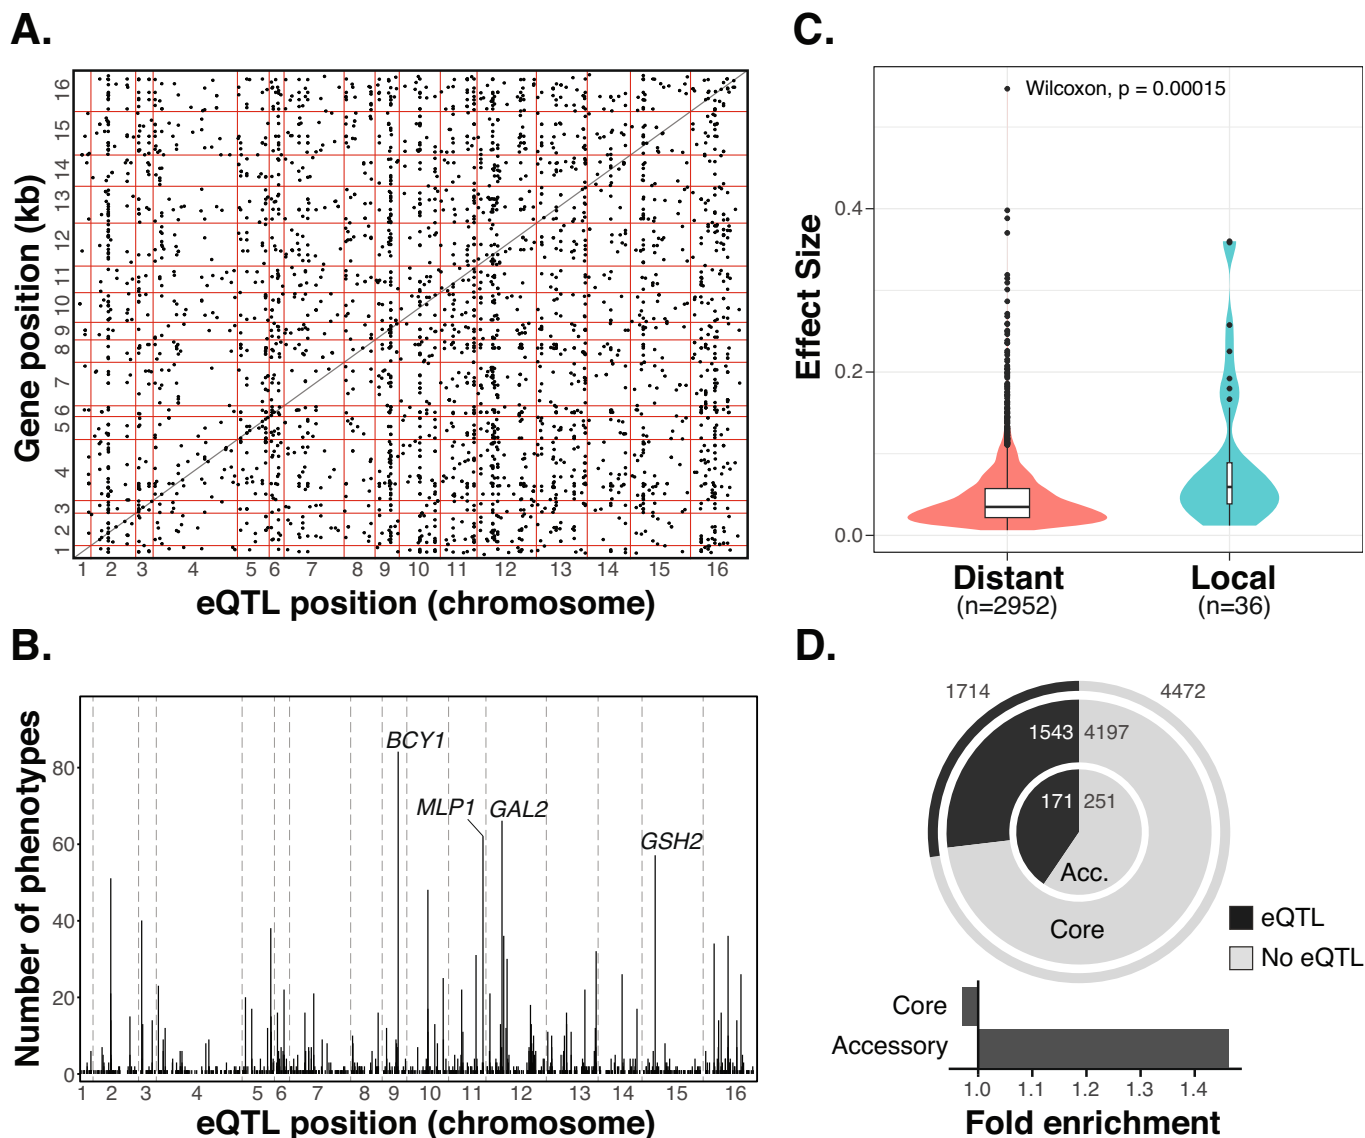 A.
Gene position (kb)
16
15
14
13
12
11
10
9
8
7
6
5
4
3
2
1
1 2 3 4 5 6 7 8 9 10 11 12 13 14 15 16
eQTL position (chromosome)
B.
Number of phenotypes
80
60
40
20
0
BCY1
MLP1
GAL2
GSH2
1 2 3 4 5 6 7 8 9 10 11 12 13 14 15 16
eQTL position (chromosome)
C.
Wilcoxon, p = 0.00015
Effect Size
0.4
0.2
0.0
Distant
(n=2952)
Local
(n=36)
D.
1714
4472
1543
4197
171
251
Acc.
Core
eQTL
No eQTL
Core
Accessory
1.0 1.1 1.2 1.3 1.4
Fold enrichment